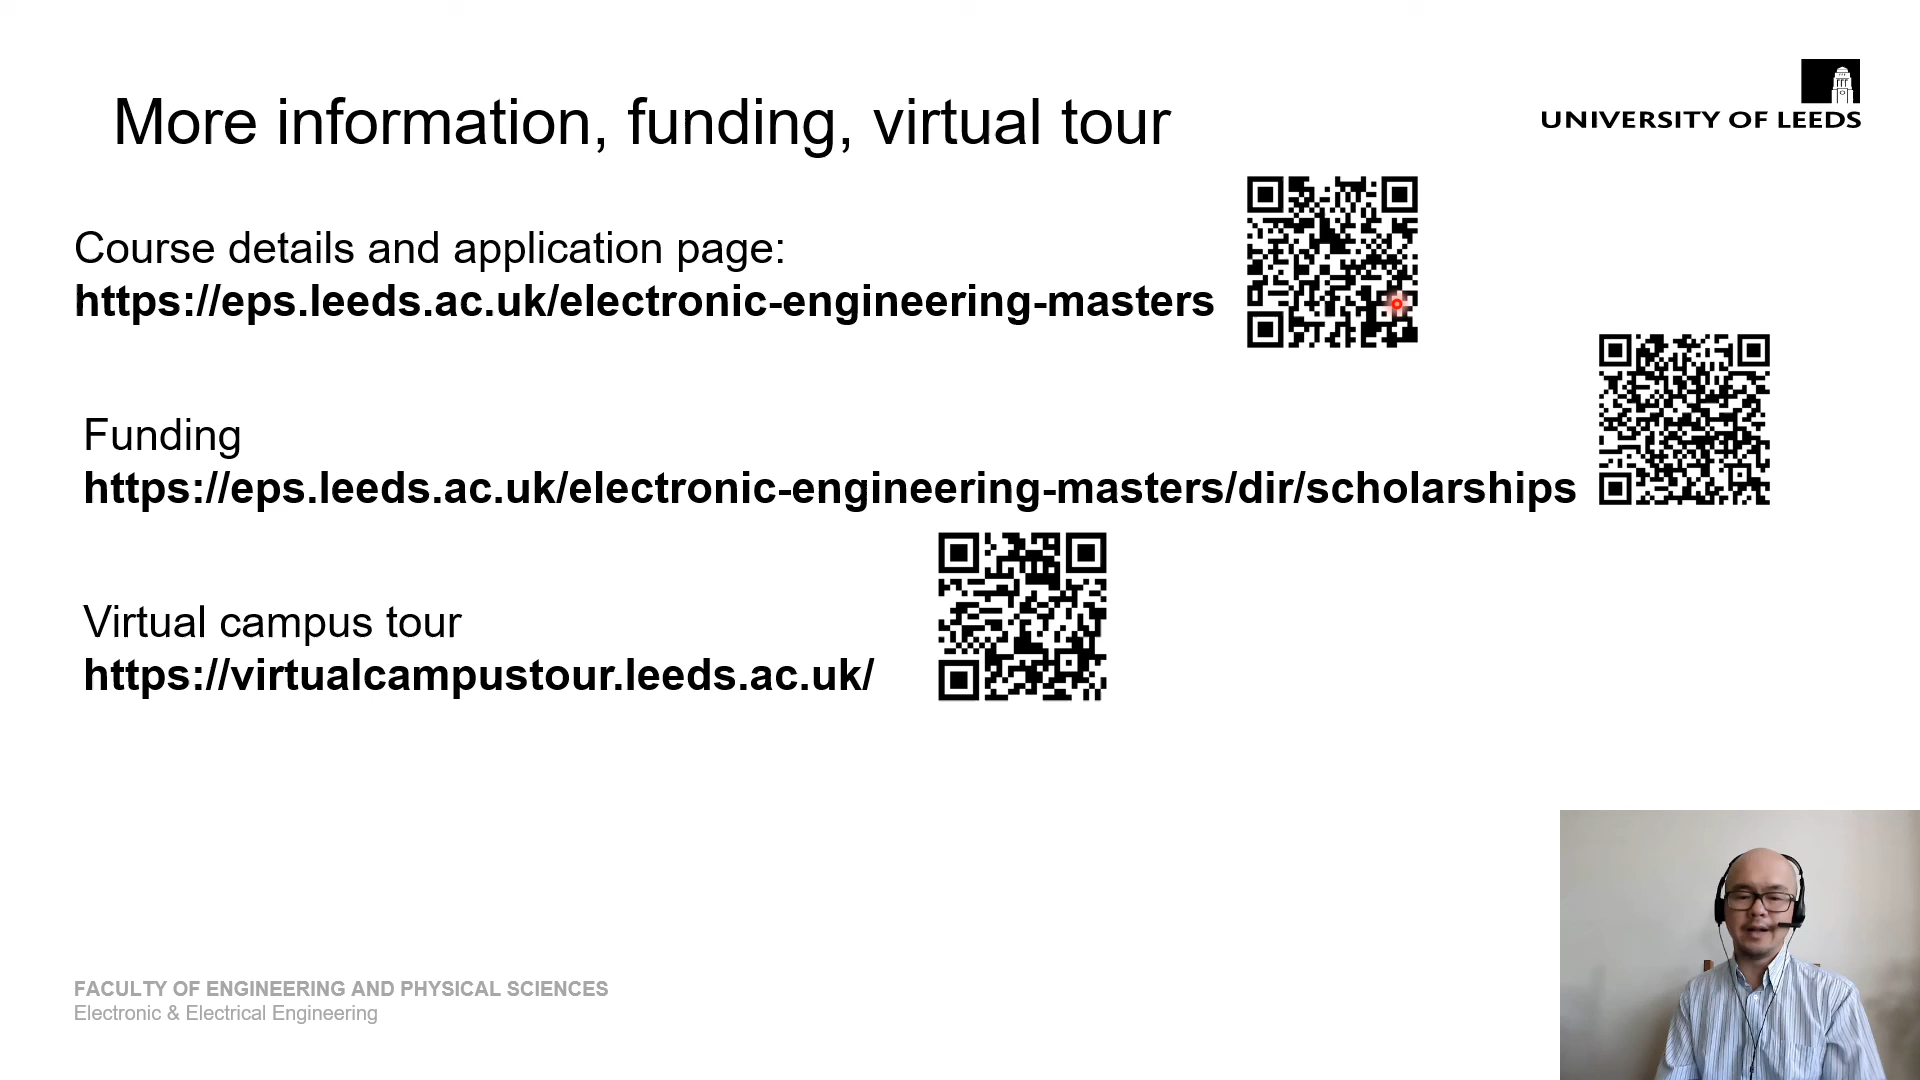 More information, funding, virtual tour
UNIVERSITY OF LEEDS
Course details and application page:
https://eps.leeds.ac.uk/electronic-engineering-masters
Funding
https://eps.leeds.ac.uk/electronic-engineering-masters/dir/scholarships
Virtual campus tour
https://virtualcampustour.leeds.ac.uk/
FACULTY OF ENGINEERING AND PHYSICAL SCIENCES
Electronic & Electrical Engineering